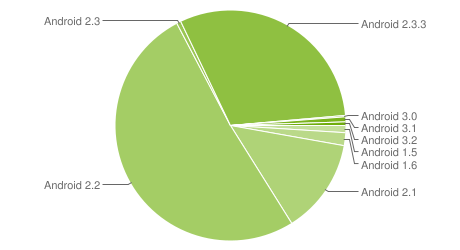 Android 2.3
Android 2.3.3
Android 3.0
Android 3.1
Android 3.2
Android 1.5
Android 1.6
Android 2.2
Android 2.1